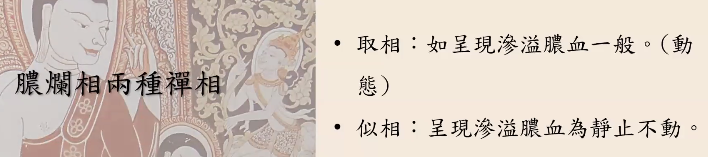 膿爛相兩種禪相
• 取相：如呈現滲溢膿血一般。(動
態)
• 似相：呈現滲溢膿血為靜止不動。